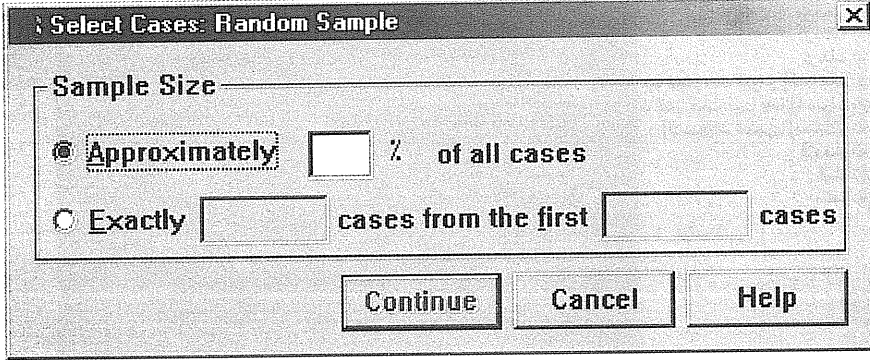 Select Cases: Random Sample
Sample Size
Approximately % of all cases
Exactly cases from the first cases
Continue Cancel Help